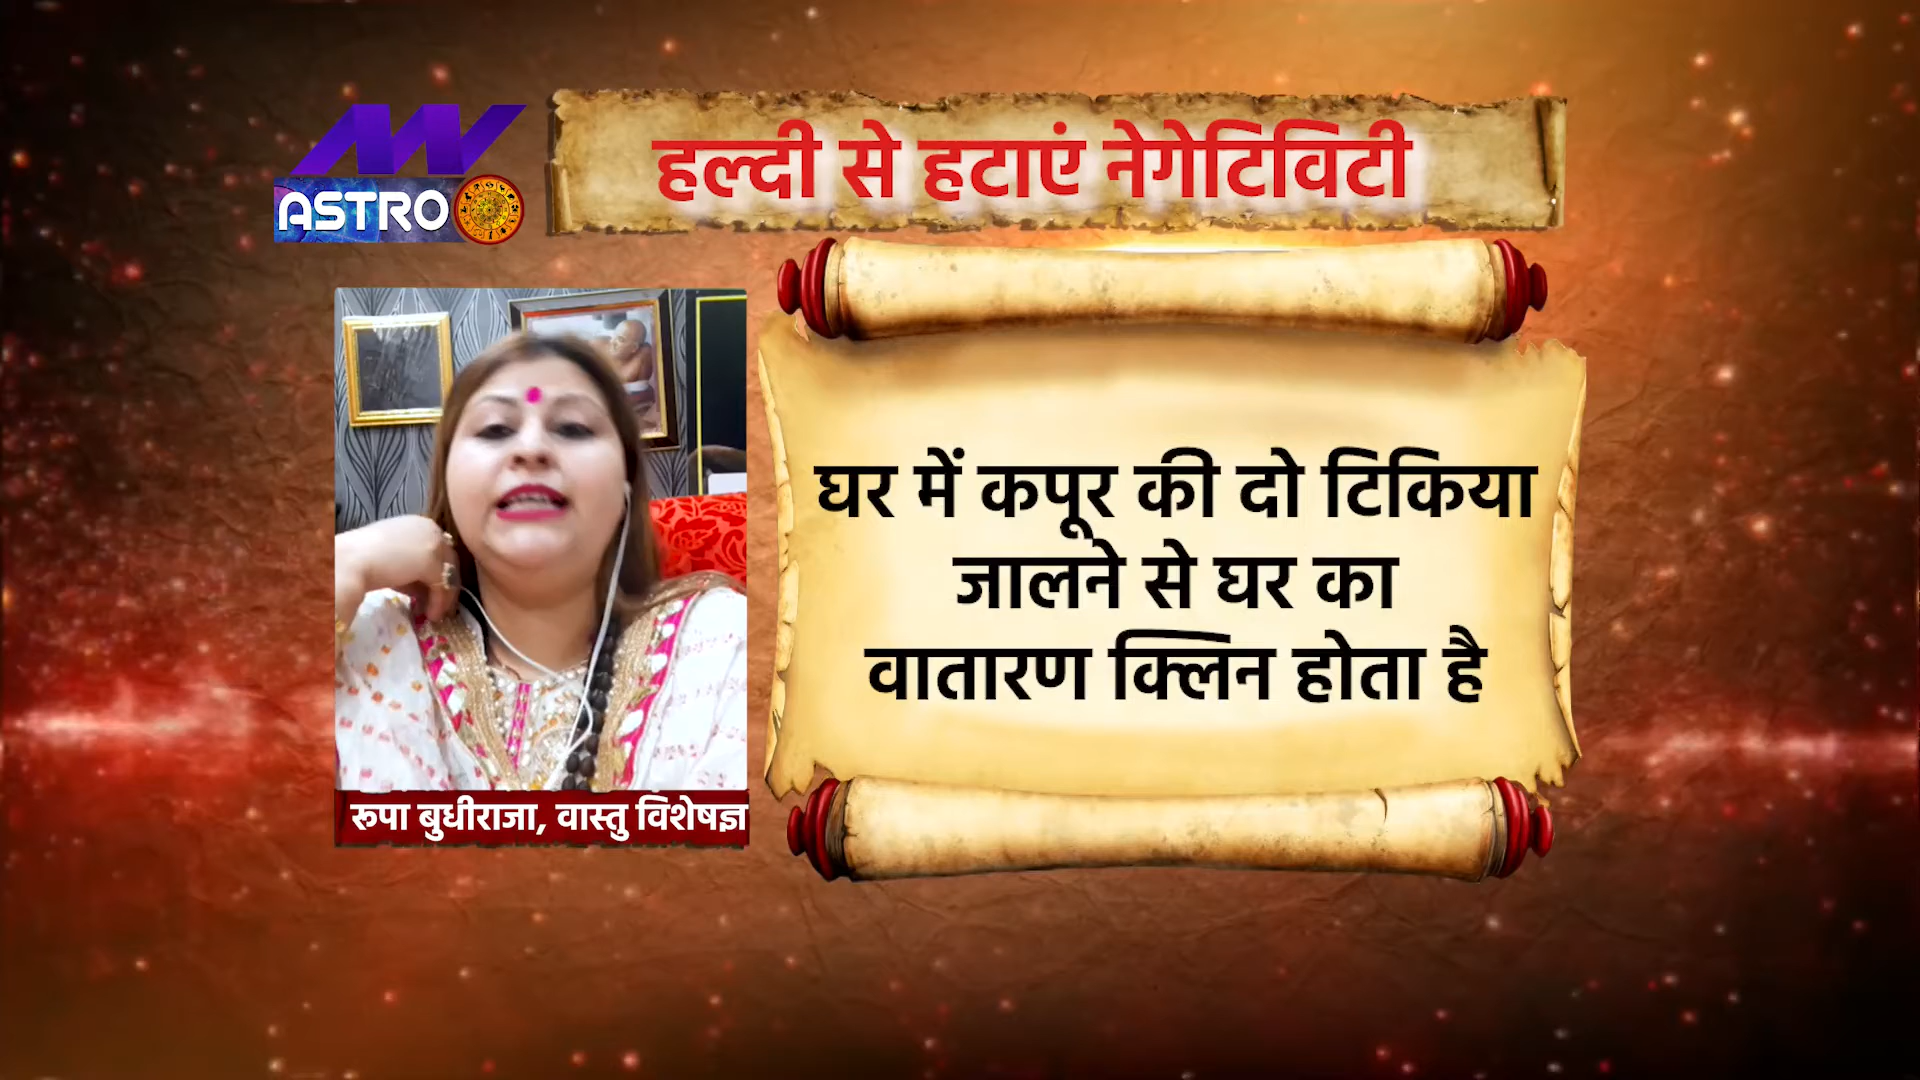 ASTRO
हल्दी से हटाएं नेगेटिविटी
घर में कपूर की दो टिकिया
जालने से घर का
वातारण क्लिन होता है
रूपा बुधीराजा, वास्तु विशेषज्ञ